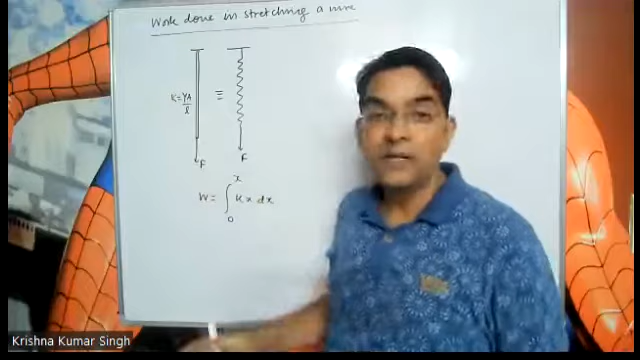 Work done in stretching a wire
K = YA/l
≡
F
F
W = ∫₀ˣ K x dx
Krishna Kumar Singh